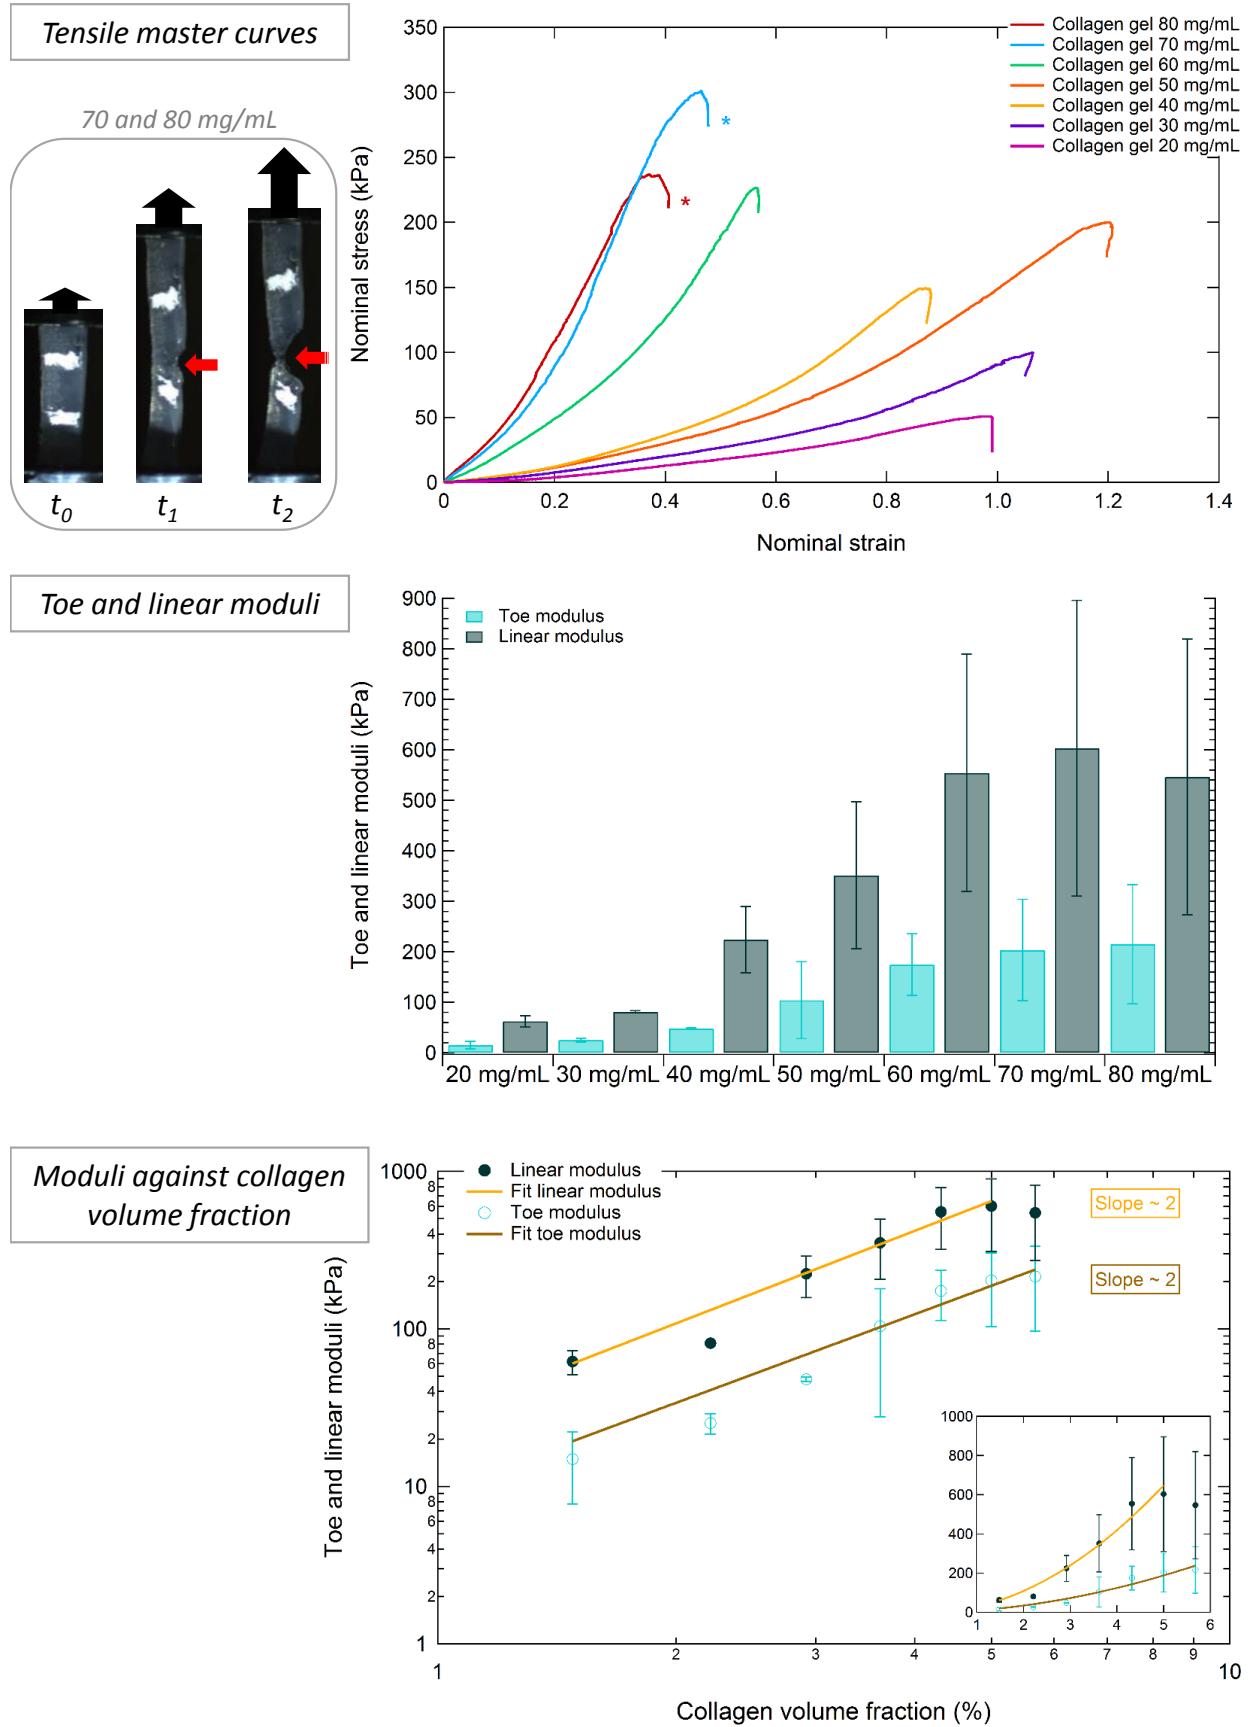 Tensile master curves
70 and 80 mg/mL
t0
t1
t2
350
300
250
200
150
100
50
0
Nominal stress (kPa)
Collagen gel 80 mg/mL
Collagen gel 70 mg/mL
Collagen gel 60 mg/mL
Collagen gel 50 mg/mL
Collagen gel 40 mg/mL
Collagen gel 30 mg/mL
Collagen gel 20 mg/mL
*
*
0 0.2 0.4 0.6 0.8 1.0 1.2 1.4
Nominal strain
Toe and linear moduli
900
800
700
600
500
400
300
200
100
0
Toe and linear moduli (kPa)
Toe modulus
Linear modulus
20 mg/mL 30 mg/mL 40 mg/mL 50 mg/mL 60 mg/mL 70 mg/mL 80 mg/mL
Moduli against collagen
volume fraction
1000
8
6
4
2
100
8
6
4
2
10
8
6
4
2
1
Toe and linear moduli (kPa)
Linear modulus
Fit linear modulus
Toe modulus
Fit toe modulus
Slope ~ 2
Slope ~ 2
1000
800
600
400
200
0
1 2 3 4 5 6
1 2 3 4 5 6 7 8 9 10
Collagen volume fraction (%)